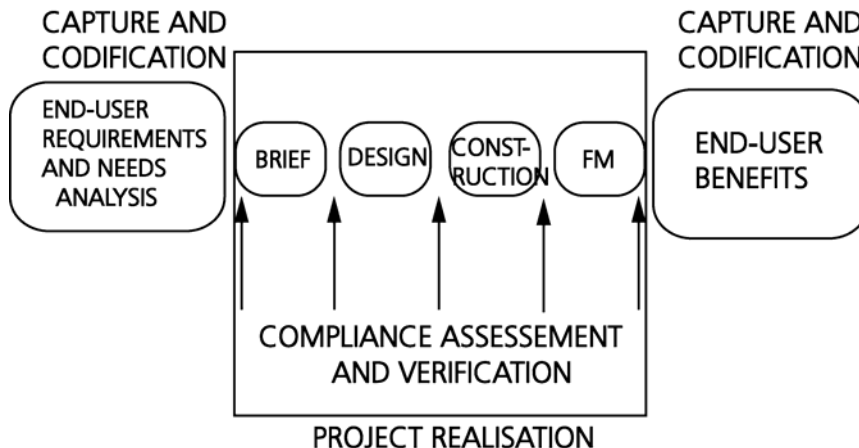 CAPTURE AND
CODIFICATION
CAPTURE AND
CODIFICATION
END-USER
REQUIREMENTS
AND NEEDS
ANALYSIS
BRIEF
DESIGN
CONST-
RUCTION
FM
END-USER
BENEFITS
COMPLIANCE ASSESSEMENT
AND VERIFICATION
PROJECT REALISATION